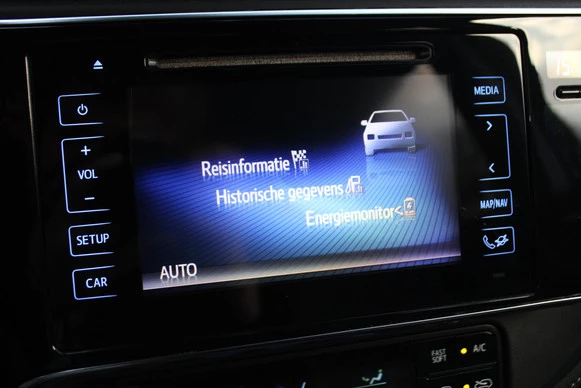 MEDIA
VOL
SETUP
CAR
MAP/NAV
Reisinformatie
Historische gegevens
Energiemonitor
AUTO
FAST
SOFT
A/C